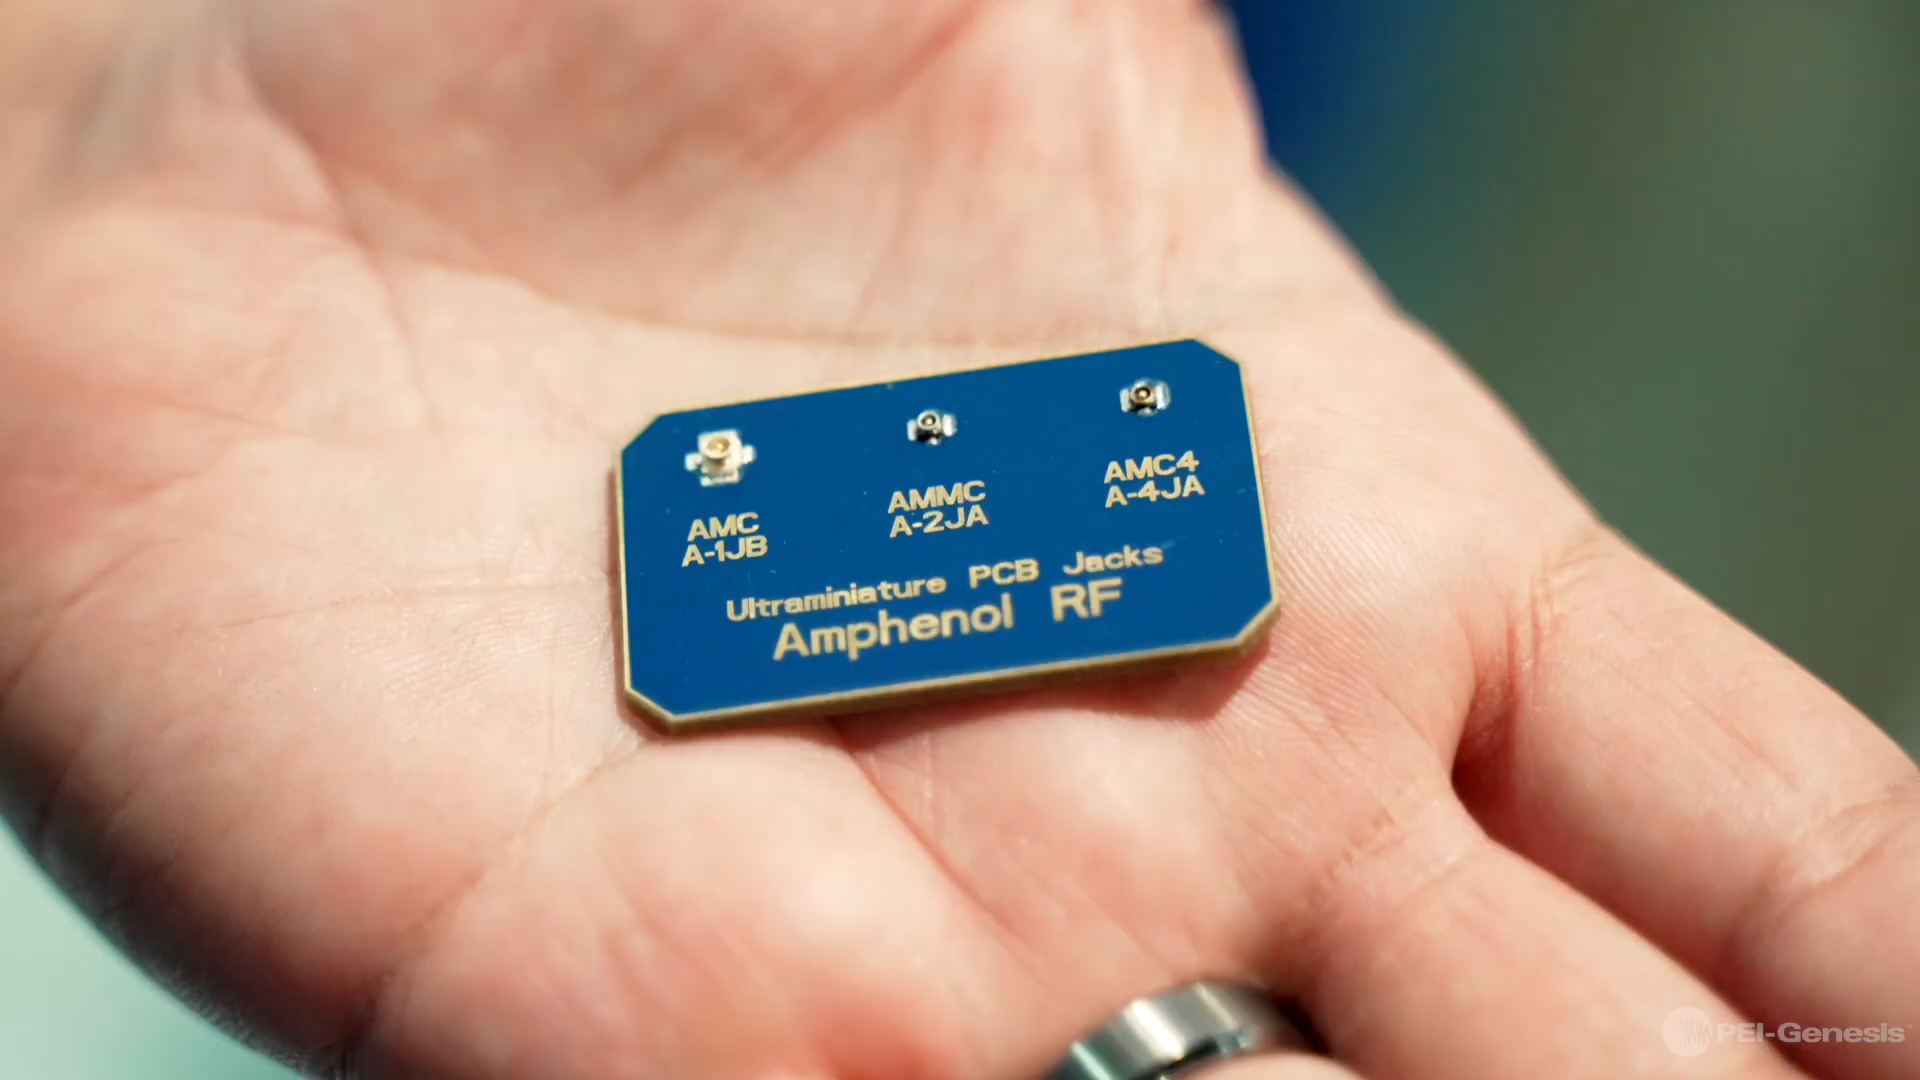 AMC
A-1JB
AMMC
A-2JA
AMC4
A-4JA
Ultraminiature PCB Jacks
Amphenol RF
PEI-Genesis